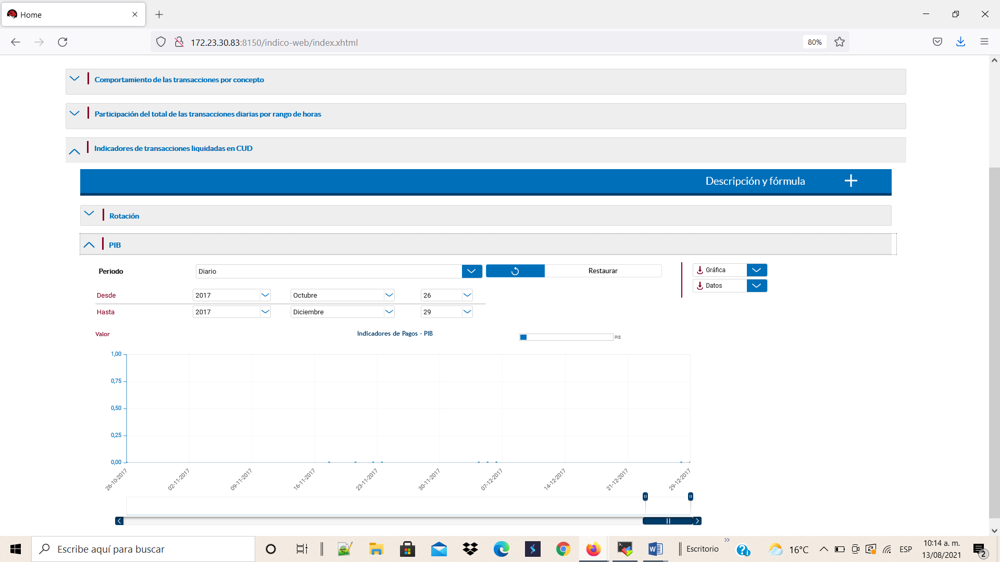 Home
172.23.30.83:8150/indico-web/index.xhtml
80%
Comportamiento de las transacciones por concepto
Participación del total de las transacciones diarias por rango de horas
Indicadores de transacciones liquidadas en CUD
Descripción y fórmula
Rotación
PIB
Periodo
Diario
Restaurar
Gráfica
Datos
Desde
2017
Octubre
26
Hasta
2017
Diciembre
29
Valor
Indicadores de Pagos - PIB
PIB
1,00
0,75
0,50
0,25
0,00
26-10-2017
02-11-2017
09-11-2017
16-11-2017
23-11-2017
30-11-2017
07-12-2017
14-12-2017
21-12-2017
29-12-2017
Escribe aquí para buscar
Escritorio
16°C
ESP
10:14 a. m.
13/08/2021
2